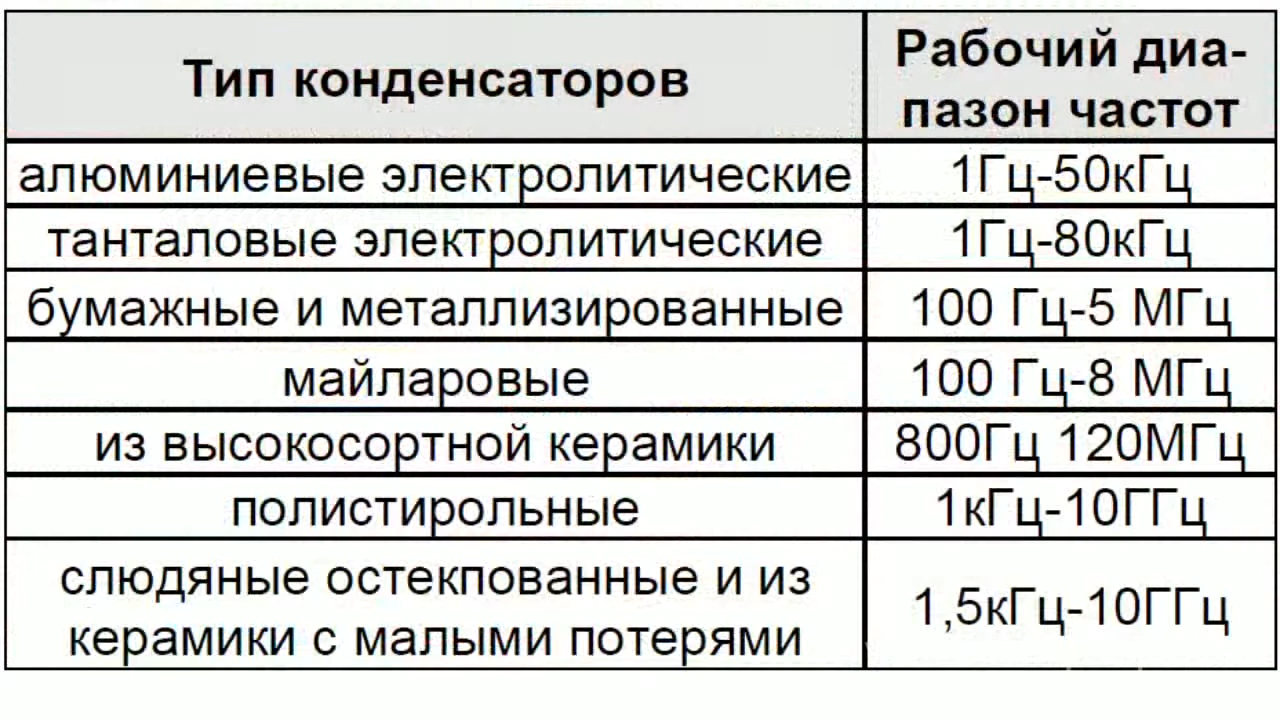 Тип конденсаторов
Рабочий диа-
пазон частот
алюминиевые электролитические
1Гц-50кГц
танталовые электролитические
1Гц-80кГц
бумажные и металлизированные
100 Гц-5 МГц
майларовые
100 Гц-8 МГц
из высокосортной керамики
800Гц 120МГц
полистирольные
1кГц-10ГГц
слюдяные остекпованные и из
керамики с малыми потерями
1,5кГц-10ГГц